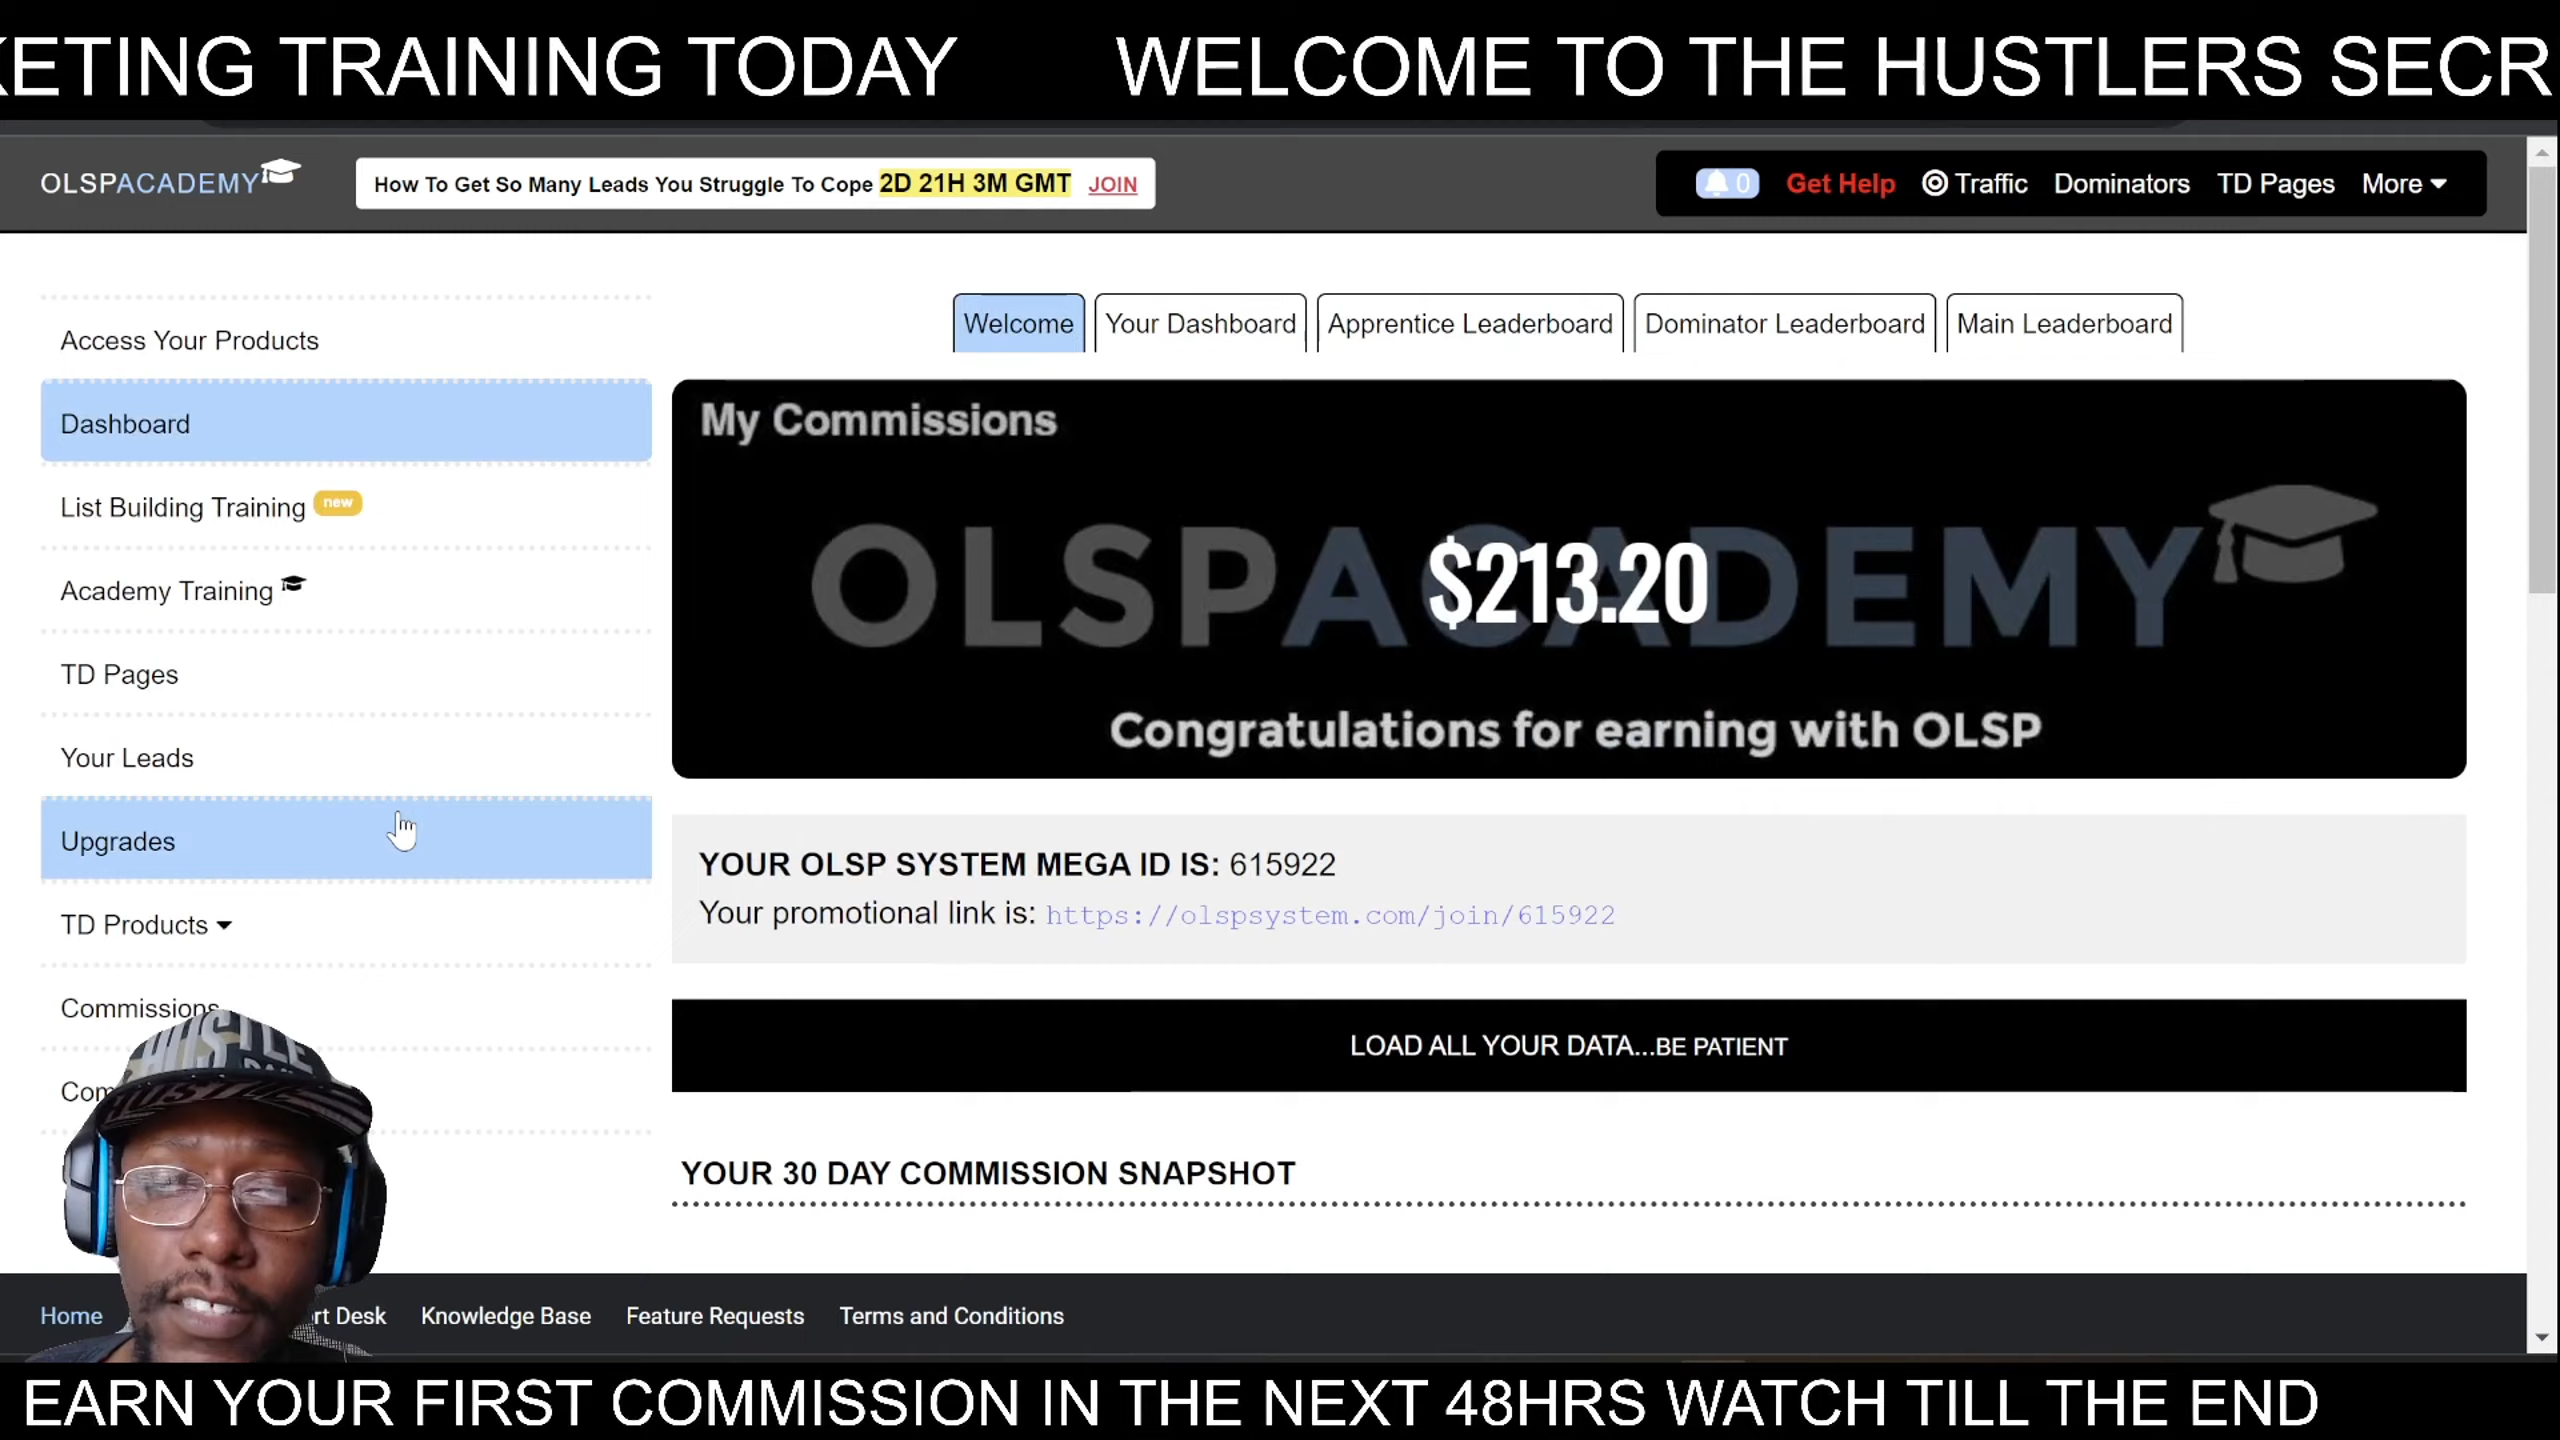 KETING TRAINING TODAY WELCOME TO THE HUSTLERS SECR
OLSPACADEMY
How To Get So Many Leads You Struggle To Cope 2D 21H 3M GMT JOIN
0 Get Help Traffic Dominators TD Pages More
Access Your Products
Dashboard
List Building Training new
Academy Training
TD Pages
Your Leads
Upgrades
TD Products
Commissions
Com
Welcome Your Dashboard Apprentice Leaderboard Dominator Leaderboard Main Leaderboard
My Commissions
OLSPACADEMY
$213.20
Congratulations for earning with OLSP
YOUR OLSP SYSTEM MEGA ID IS: 615922
Your promotional link is: https://olspsystem.com/join/615922
LOAD ALL YOUR DATA...BE PATIENT
YOUR 30 DAY COMMISSION SNAPSHOT
HUSTLE
Home rt Desk Knowledge Base Feature Requests Terms and Conditions
EARN YOUR FIRST COMMISSION IN THE NEXT 48HRS WATCH TILL THE END